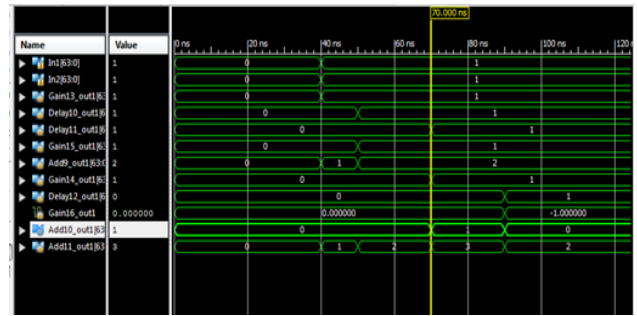 70.000 ns
Name Value 0 ns 20 ns 40 ns 60 ns 80 ns 100 ns 120
In1[63:0] 1 0 1
In2[63:0] 1 0 1
Gain13_out1[63: 1 0 1
Delay10_out1[6 1 0 1
Delay11_out1[6 1 0 1
Gain15_out1[63: 1 0 1
Add9_out1[63:0 2 0 1 2
Gain14_out1[63: 1 0 1
Delay12_out1[6 0 0 1
Gain16_out1 0.000000 0.000000 -1.000000
Add10_out1[63 1 0 1 0
Add11_out1[63 3 0 1 2 3 2